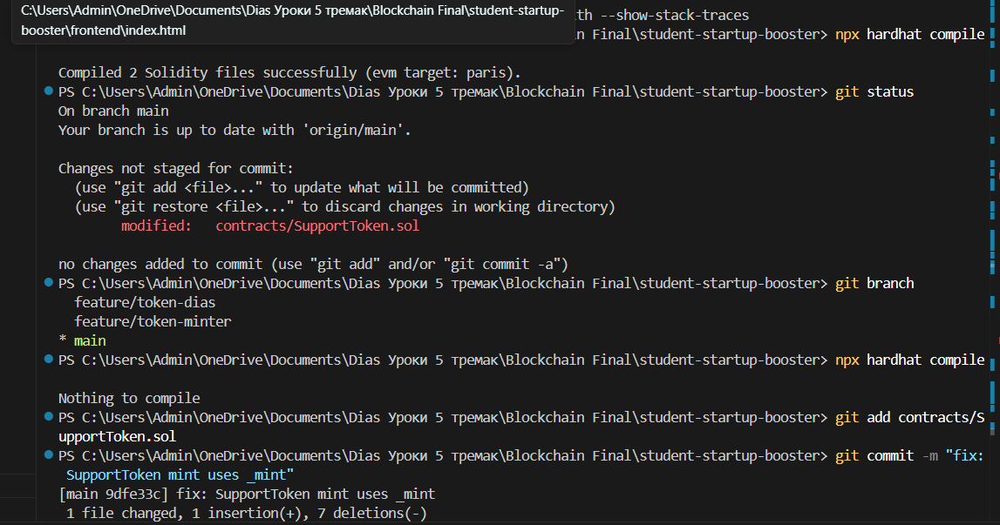 C:\Users\Admin\OneDrive\Documents\Dias Уроки 5 тремак\Blockchain Final\student-startup-
booster\frontend\index.html
th --show-stack-traces
n Final\student-startup-booster> npx hardhat compile
Compiled 2 Solidity files successfully (evm target: paris).
PS C:\Users\Admin\OneDrive\Documents\Dias Уроки 5 тремак\Blockchain Final\student-startup-booster> git status
On branch main
Your branch is up to date with 'origin/main'.
Changes not staged for commit:
(use "git add <file>..." to update what will be committed)
(use "git restore <file>..." to discard changes in working directory)
modified:   contracts/SupportToken.sol
no changes added to commit (use "git add" and/or "git commit -a")
PS C:\Users\Admin\OneDrive\Documents\Dias Уроки 5 тремак\Blockchain Final\student-startup-booster> git branch
feature/token-dias
feature/token-minter
* main
PS C:\Users\Admin\OneDrive\Documents\Dias Уроки 5 тремак\Blockchain Final\student-startup-booster> npx hardhat compile
Nothing to compile
PS C:\Users\Admin\OneDrive\Documents\Dias Уроки 5 тремак\Blockchain Final\student-startup-booster> git add contracts/S
upportToken.sol
PS C:\Users\Admin\OneDrive\Documents\Dias Уроки 5 тремак\Blockchain Final\student-startup-booster> git commit -m "fix:
SupportToken mint uses _mint"
[main 9dfe33c] fix: SupportToken mint uses _mint
1 file changed, 1 insertion(+), 7 deletions(-)